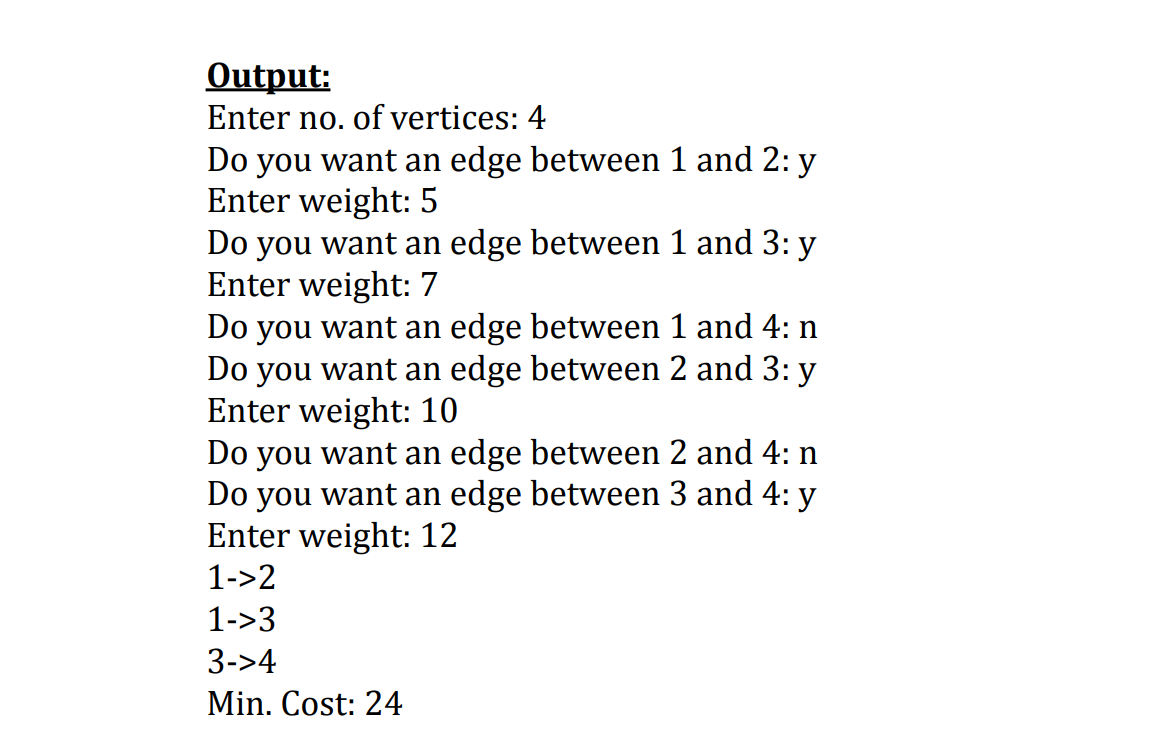 Output:
Enter no. of vertices: 4
Do you want an edge between 1 and 2: y
Enter weight: 5
Do you want an edge between 1 and 3: y
Enter weight: 7
Do you want an edge between 1 and 4: n
Do you want an edge between 2 and 3: y
Enter weight: 10
Do you want an edge between 2 and 4: n
Do you want an edge between 3 and 4: y
Enter weight: 12
1->2
1->3
3->4
Min. Cost: 24